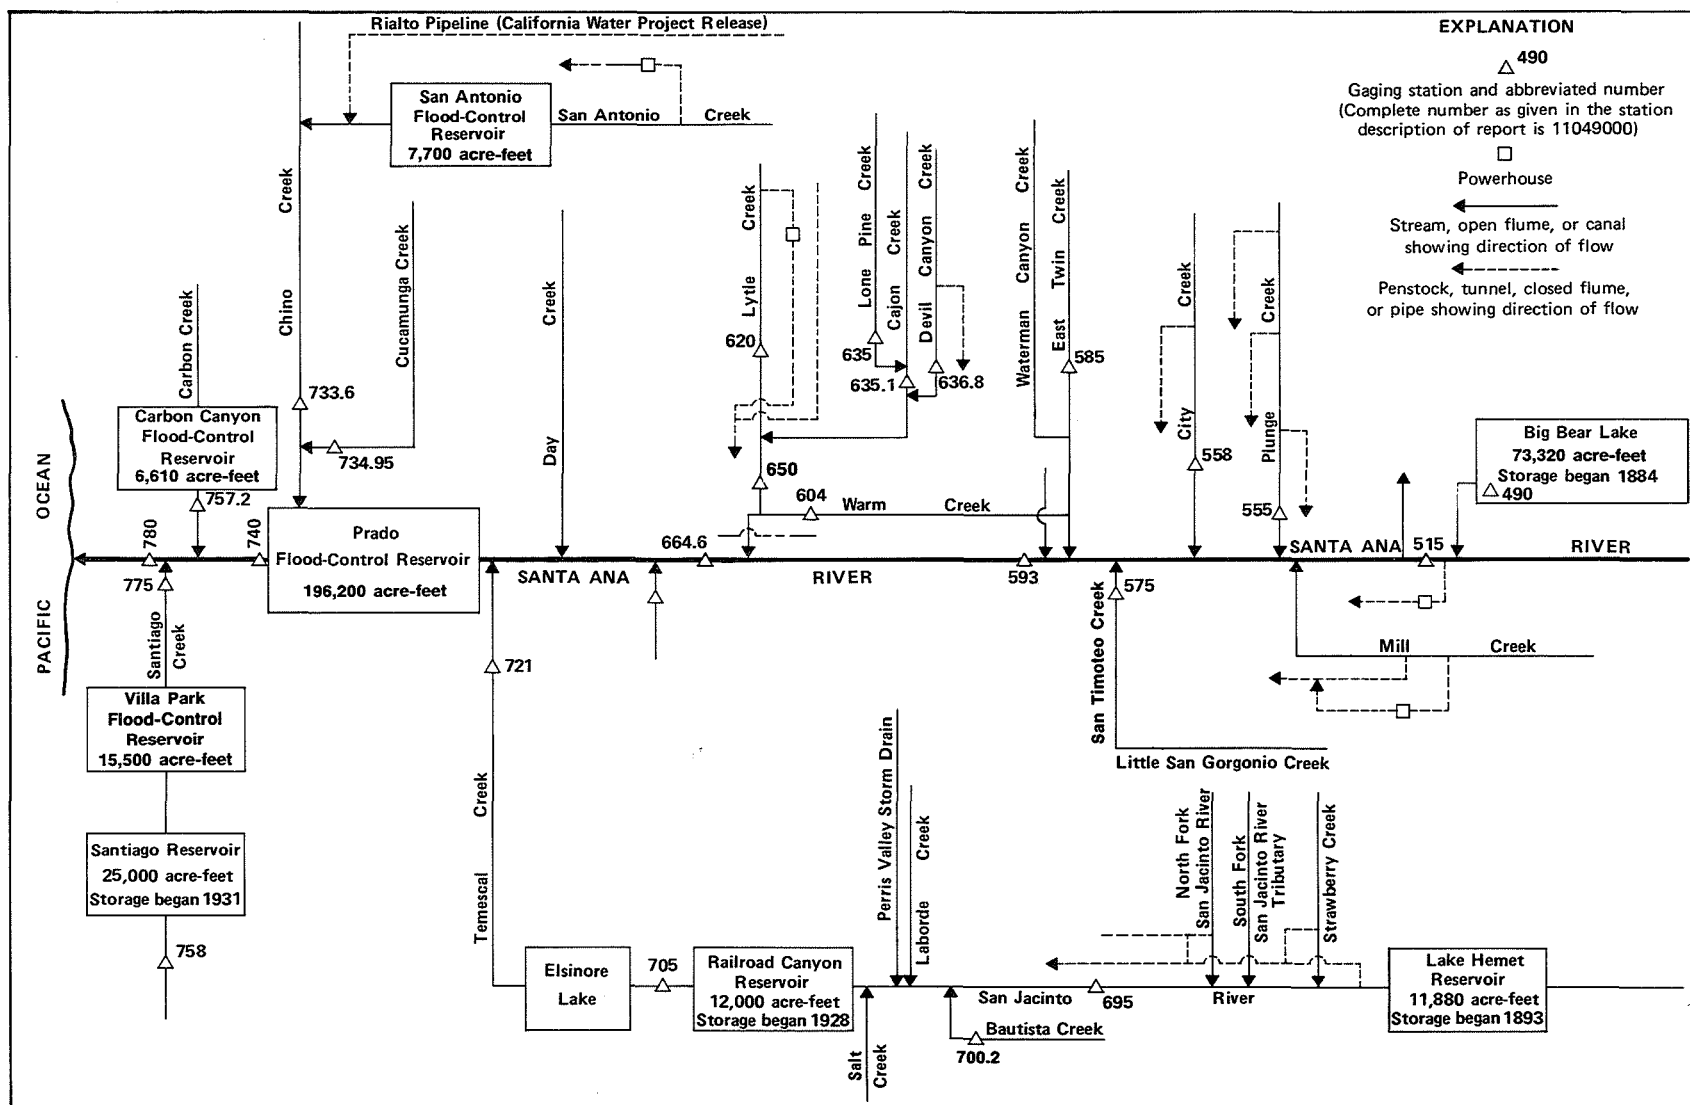 Rialto Pipeline (California Water Project Release)
EXPLANATION
490
Gaging station and abbreviated number
(Complete number as given in the station
description of report is 11049000)
Powerhouse
Stream, open flume, or canal
showing direction of flow
Penstock, tunnel, closed flume,
or pipe showing direction of flow
San Antonio
Flood-Control
Reservoir
7,700 acre-feet
San Antonio Creek
Chino Creek
Cucamunga Creek
Carbon Creek
Day Creek
Lytle Creek
Lone Pine Creek
Cajon Creek
Devil Canyon Creek
Waterman Canyon Creek
East Twin Creek
City Creek
Plunge Creek
620
635
635.1
636.8
585
558
555
733.6
734.95
650
604
Warm Creek
Carbon Canyon
Flood-Control
Reservoir
6,610 acre-feet
757.2
Big Bear Lake
73,320 acre-feet
Storage began 1884
490
PACIFIC OCEAN
780
740
775
Prado
Flood-Control Reservoir
196,200 acre-feet
664.6
593
515
575
SANTA ANA RIVER
SANTA ANA RIVER
Santiago
Creek
721
San Timoteo Creek
Mill Creek
Little San Gorgonio Creek
Villa Park
Flood-Control
Reservoir
15,500 acre-feet
Santiago Reservoir
25,000 acre-feet
Storage began 1931
758
Temescal Creek
Perris Valley Storm Drain
Laborde Creek
North Fork
San Jacinto River
South Fork
San Jacinto River
Tributary
Strawberry Creek
Elsinore
Lake
705
Railroad Canyon
Reservoir
12,000 acre-feet
Storage began 1928
San Jacinto River
695
Lake Hemet
Reservoir
11,880 acre-feet
Storage began 1893
Bautista Creek
700.2
Salt
Creek